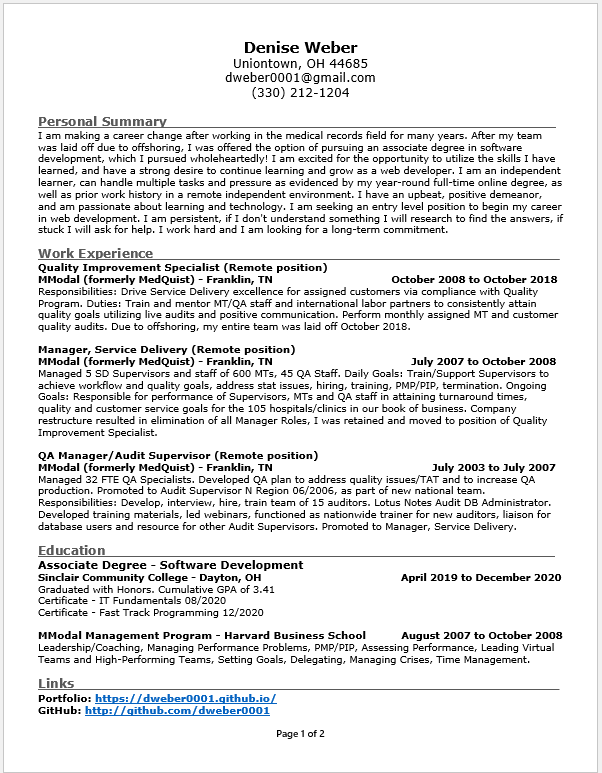 Denise Weber
Uniontown, OH 44685
dweber0001@gmail.com
(330) 212-1204
Personal Summary
I am making a career change after working in the medical records field for many years. After my team
was laid off due to offshoring, I was offered the option of pursuing an associate degree in software
development, which I pursued wholeheartedly! I am excited for the opportunity to utilize the skills I have
learned, and have a strong desire to continue learning and grow as a web developer. I am an independent
learner, can handle multiple tasks and pressure as evidenced by my year-round full-time online degree, as
well as prior work history in a remote independent environment. I have an upbeat, positive demeanor,
and am passionate about learning and technology. I am seeking an entry level position to begin my career
in web development. I am persistent, if I don't understand something I will research to find the answers, if
stuck I will ask for help. I work hard and I am looking for a long-term commitment.
Work Experience
Quality Improvement Specialist (Remote position)
MModal (formerly MedQuist) - Franklin, TN October 2008 to October 2018
Responsibilities: Drive Service Delivery excellence for assigned customers via compliance with Quality
Program. Duties: Train and mentor MT/QA staff and international labor partners to consistently attain
quality goals utilizing live audits and positive communication. Perform monthly assigned MT and customer
quality audits. Due to offshoring, my entire team was laid off October 2018.
Manager, Service Delivery (Remote position)
MModal (formerly MedQuist) - Franklin, TN July 2007 to October 2008
Managed 5 SD Supervisors and staff of 600 MTs, 45 QA Staff. Daily Goals: Train/Support Supervisors to
achieve workflow and quality goals, address stat issues, hiring, training, PMP/PIP, termination. Ongoing
Goals: Responsible for performance of Supervisors, MTs and QA staff in attaining turnaround times,
quality and customer service goals for the 105 hospitals/clinics in our book of business. Company
restructure resulted in elimination of all Manager Roles, I was retained and moved to position of Quality
Improvement Specialist.
QA Manager/Audit Supervisor (Remote position)
MModal (formerly MedQuist) - Franklin, TN July 2003 to July 2007
Managed 32 FTE QA Specialists. Developed QA plan to address quality issues/TAT and to increase QA
production. Promoted to Audit Supervisor N Region 06/2006, as part of new national team.
Responsibilities: Develop, interview, hire, train team of 15 auditors. Lotus Notes Audit DB Administrator.
Developed training materials, led webinars, functioned as nationwide trainer for new auditors, liaison for
database users and resource for other Audit Supervisors. Promoted to Manager, Service Delivery.
Education
Associate Degree - Software Development
Sinclair Community College - Dayton, OH April 2019 to December 2020
Graduated with Honors. Cumulative GPA of 3.41
Certificate - IT Fundamentals 08/2020
Certificate - Fast Track Programming 12/2020
MModal Management Program - Harvard Business School August 2007 to October 2008
Leadership/Coaching, Managing Performance Problems, PMP/PIP, Assessing Performance, Leading Virtual
Teams and High-Performing Teams, Setting Goals, Delegating, Managing Crises, Time Management.
Links
Portfolio: https://dweber0001.github.io/
GitHub: http://github.com/dweber0001
Page 1 of 2